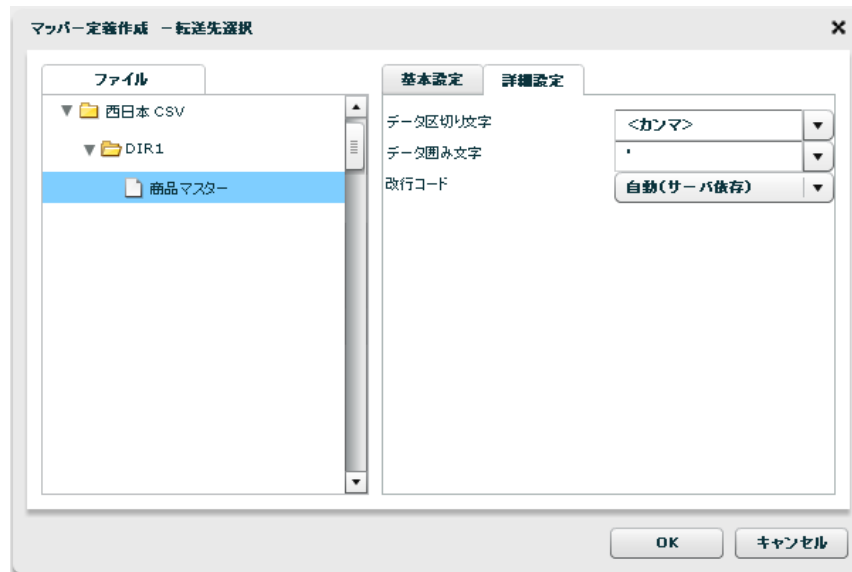 マッパー定義作成 －転送先選択
ファイル
西日本 CSV
DIR1
商品マスター
基本設定 詳細設定
データ区切り文字 <カンマ>
データ囲み文字 '
改行コード 自動(サーバ依存)
OK キャンセル